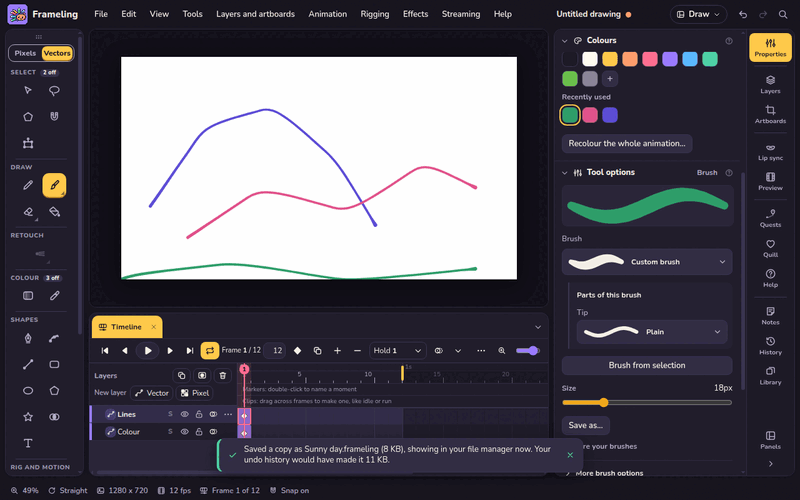 Frameling
File Edit View Tools Layers and artboards Animation Rigging Effects Streaming Help
Untitled drawing
Draw
Pixels Vectors
SELECT 2 off
DRAW
RETOUCH
COLOUR 3 off
SHAPES
RIG AND MOTION
Colours
Recently used
Recolour the whole animation...
Tool options Brush
Brush
Custom brush
Parts of this brush
Tip
Plain
Brush from selection
Size 18px
Save as...
More brush options
Properties
Layers
Artboards
Lip sync
Preview
Quests
Quill
Help
Notes
History
Library
Panels
Timeline
Frame 1 / 12 12 Hold 1
Layers
1 5 10 1s 15 20
New layer Vector Pixel
Markers: double-click to name a moment
Clips: drag across frames to make one, like idle or run
Lines S
Colour S
Saved a copy as Sunny day.frameling (8 KB), showing in your file manager now. Your
undo history would have made it 11 KB.
49% Straight 1280 x 720 12 fps Frame 1 of 12 Snap on